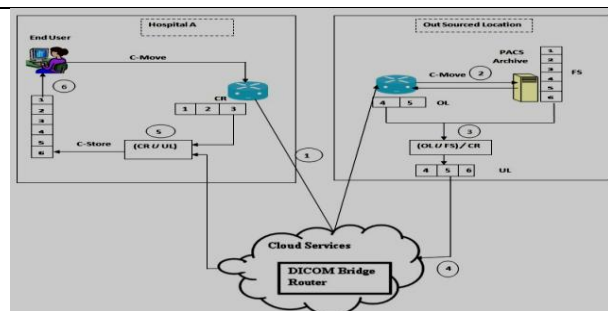 Hospital A
End User
C-Move
6
CR
1 2 3
1
2
3
4
5
6
C-Store
5
(CR U UL)
1
Out Sourced Location
PACS
Archive
C-Move
2
1
2
3
4
5
6
FS
4 5
OL
3
(OL U FS) / CR
4 5 6
UL
4
Cloud Services
DICOM Bridge
Router